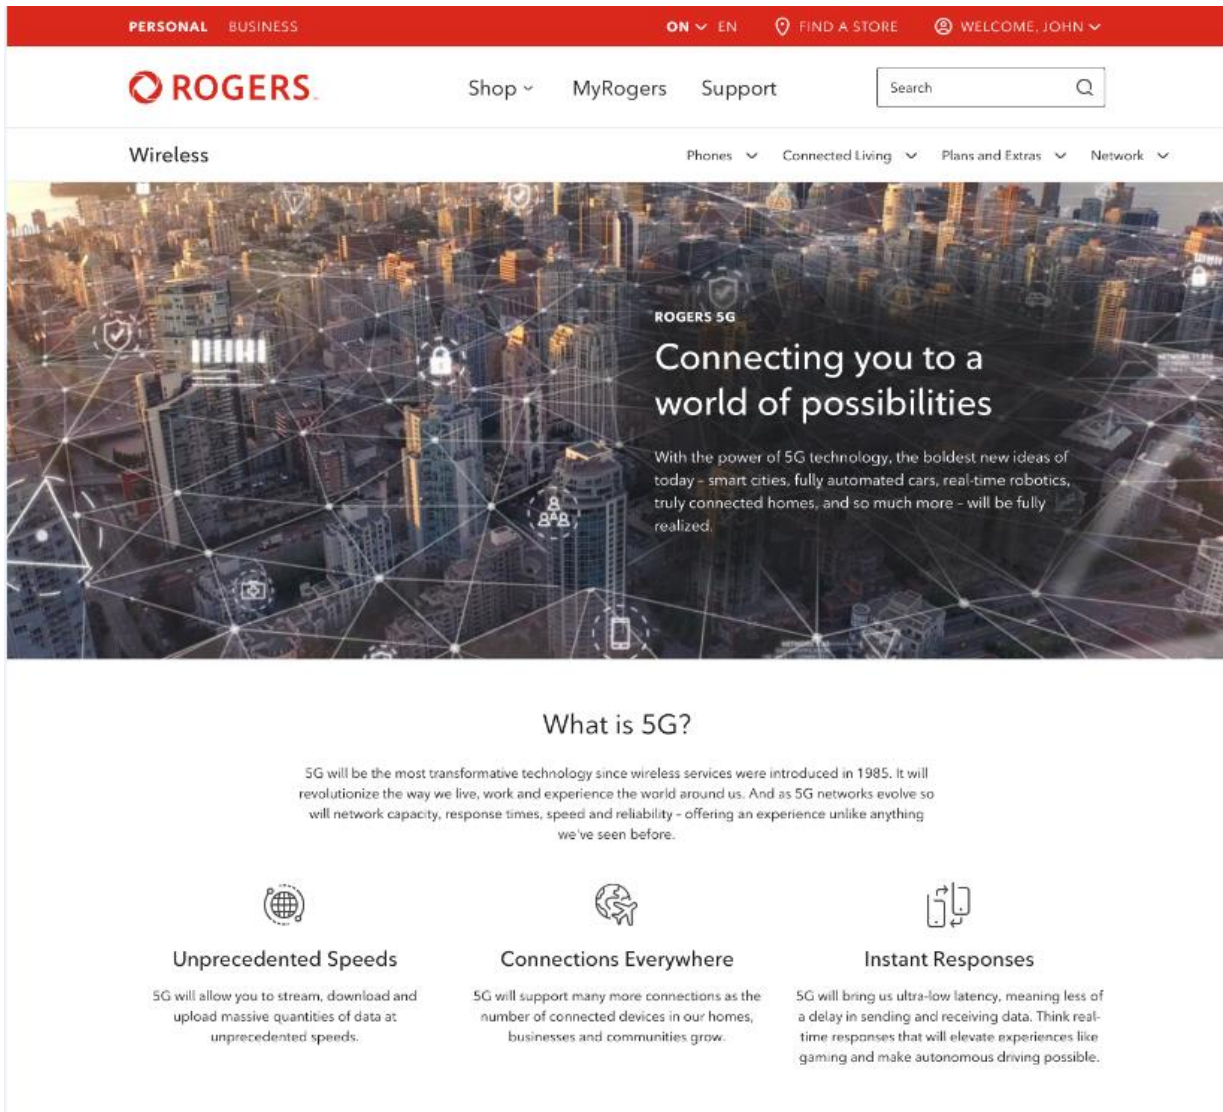 PERSONAL BUSINESS ON EN FIND A STORE WELCOME, JOHN
ROGERS
Shop MyRogers Support Search
Wireless Phones Connected Living Plans and Extras Network
ROGERS 5G
Connecting you to a
world of possibilities
With the power of 5G technology, the boldest new ideas of
today – smart cities, fully automated cars, real-time robotics,
truly connected homes, and so much more – will be fully
realized.
What is 5G?
5G will be the most transformative technology since wireless services were introduced in 1985. It will
revolutionize the way we live, work and experience the world around us. And as 5G networks evolve so
will network capacity, response times, speed and reliability – offering an experience unlike anything
we've seen before.
Unprecedented Speeds
5G will allow you to stream, download and
upload massive quantities of data at
unprecedented speeds.
Connections Everywhere
5G will support many more connections as the
number of connected devices in our homes,
businesses and communities grow.
Instant Responses
5G will bring us ultra-low latency, meaning less of
a delay in sending and receiving data. Think real-
time responses that will elevate experiences like
gaming and make autonomous driving possible.